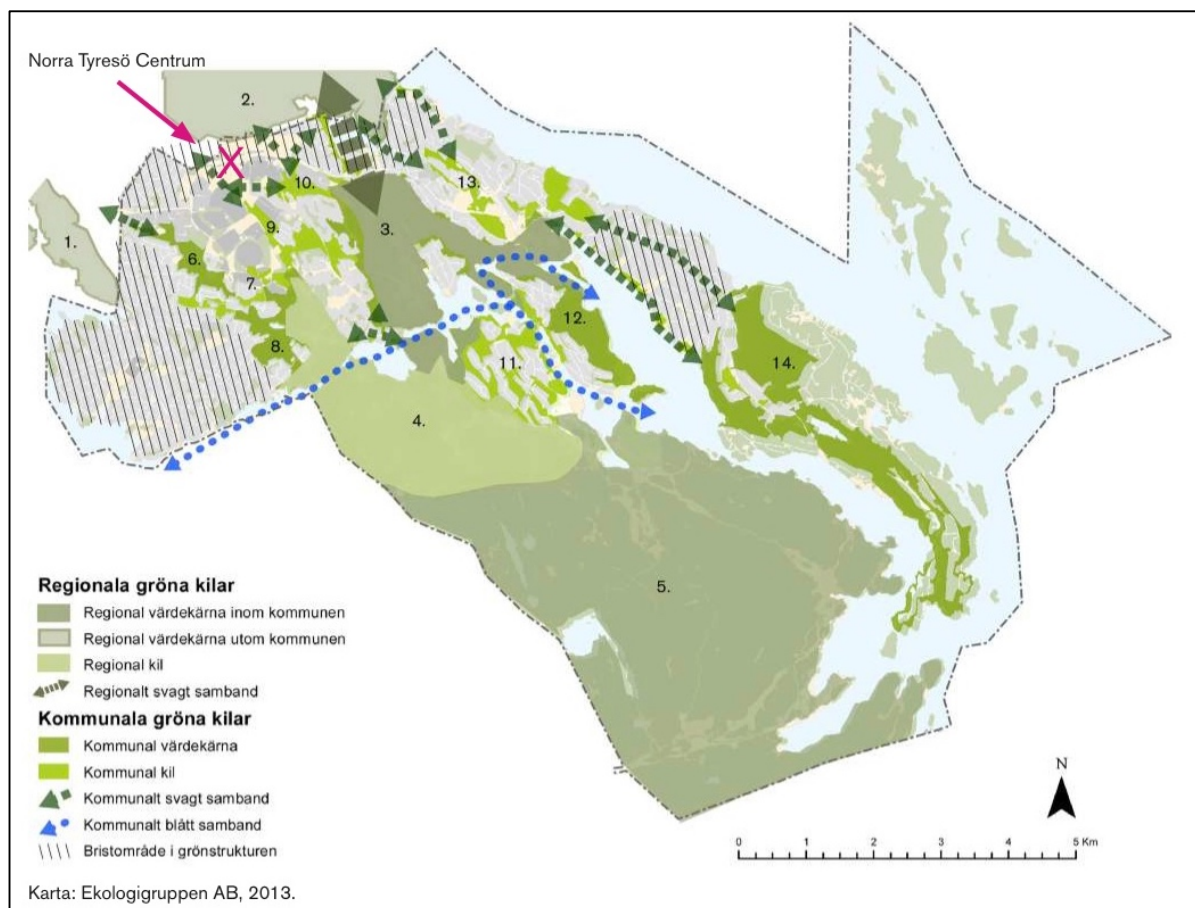 Norra Tyresö Centrum
2.
X
10.
13.
1.
3.
9.
6.
7.
12.
8.
11.
14.
4.
5.
Regionala gröna kilar
Regional värdekärna inom kommunen
Regional värdekärna utom kommunen
Regional kil
Regionalt svagt samband
Kommunala gröna kilar
Kommunal värdekärna
Kommunal kil
Kommunalt svagt samband
Kommunalt blått samband
Bristområde i grönstrukturen
N
0 1 2 3 4 5 Km
Karta: Ekologigruppen AB, 2013.